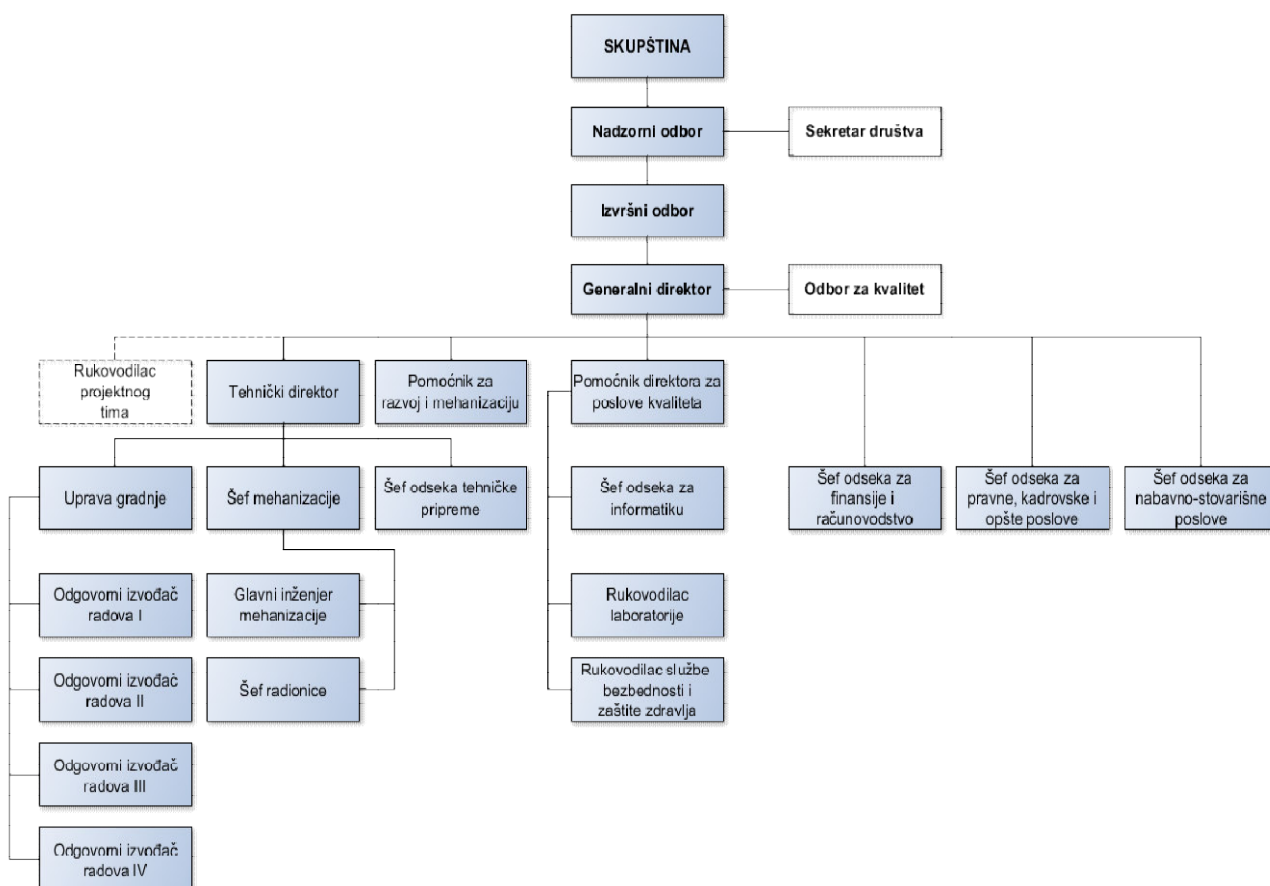 SKUPŠTINA
Nadzorni odbor
Sekretar društva
Izvršni odbor
Generalni direktor
Odbor za kvalitet
Rukovodilac
projektnog
tima
Tehnički direktor
Pomoćnik za
razvoj i mehanizaciju
Pomoćnik direktora za
poslove kvaliteta
Uprava gradnje
Šef mehanizacije
Šef odseka tehničke
pripreme
Šef odseka za
informatiku
Šef odseka za
finansije i
računovodstvo
Šef odseka za
pravne, kadrovske i
opšte poslove
Šef odseka za
nabavno-stovarišne
poslove
Odgovorni izvođač
radova I
Glavni inženjer
mehanizacije
Rukovodilac
laboratorije
Odgovorni izvođač
radova II
Šef radionice
Rukovodilac službe
bezbednosti i
zaštite zdravlja
Odgovorni izvođač
radova III
Odgovorni izvođač
radova IV